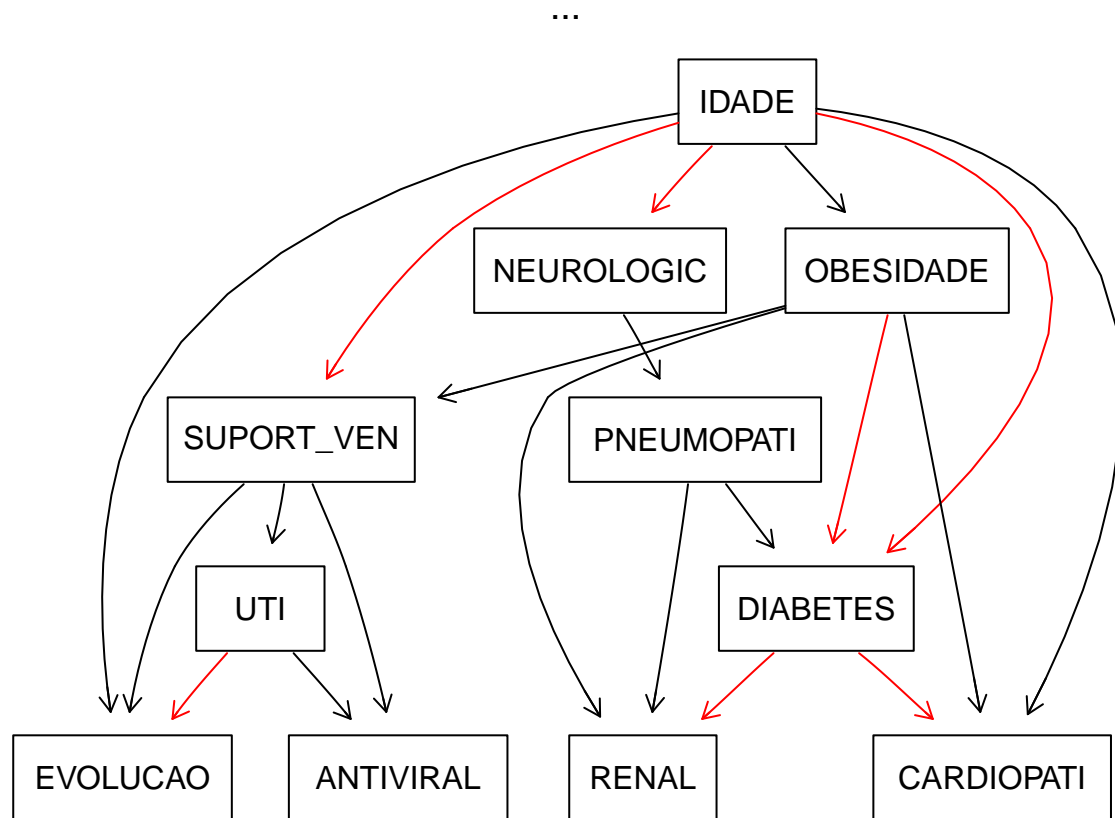 ...
IDADE
NEUROLOGIC
OBESIDADE
SUPORT_VEN
PNEUMOPATI
UTI
DIABETES
EVOLUCAO
ANTIVIRAL
RENAL
CARDIOPATI